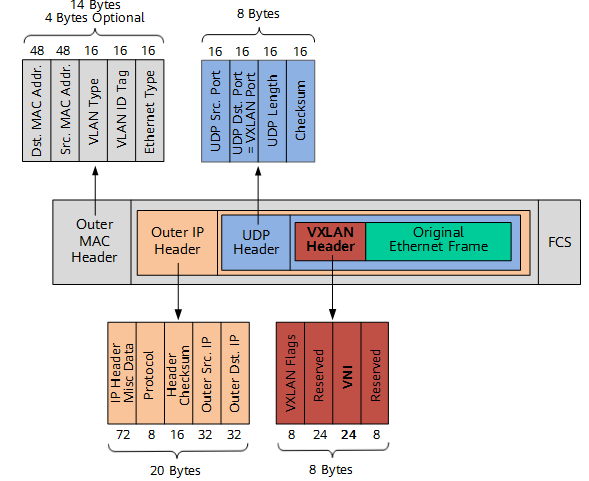 14 Bytes
4 Bytes Optional
8 Bytes
48 48 16 16 16
16 16 16 16
Dst. MAC Addr.
Src. MAC Addr.
VLAN Type
VLAN ID Tag
Ethernet Type
UDP Src. Port
UDP Dst. Port
= VXLAN Port
UDP Length
Checksum
Outer
MAC
Header
Outer IP
Header
UDP
Header
VXLAN
Header
Original
Ethernet Frame
FCS
IP Header
Misc Data
Protocol
Header
Checksum
Outer Src. IP
Outer Dst. IP
VXLAN Flags
Reserved
VNI
Reserved
72 8 16 32 32
8 24 24 8
20 Bytes
8 Bytes